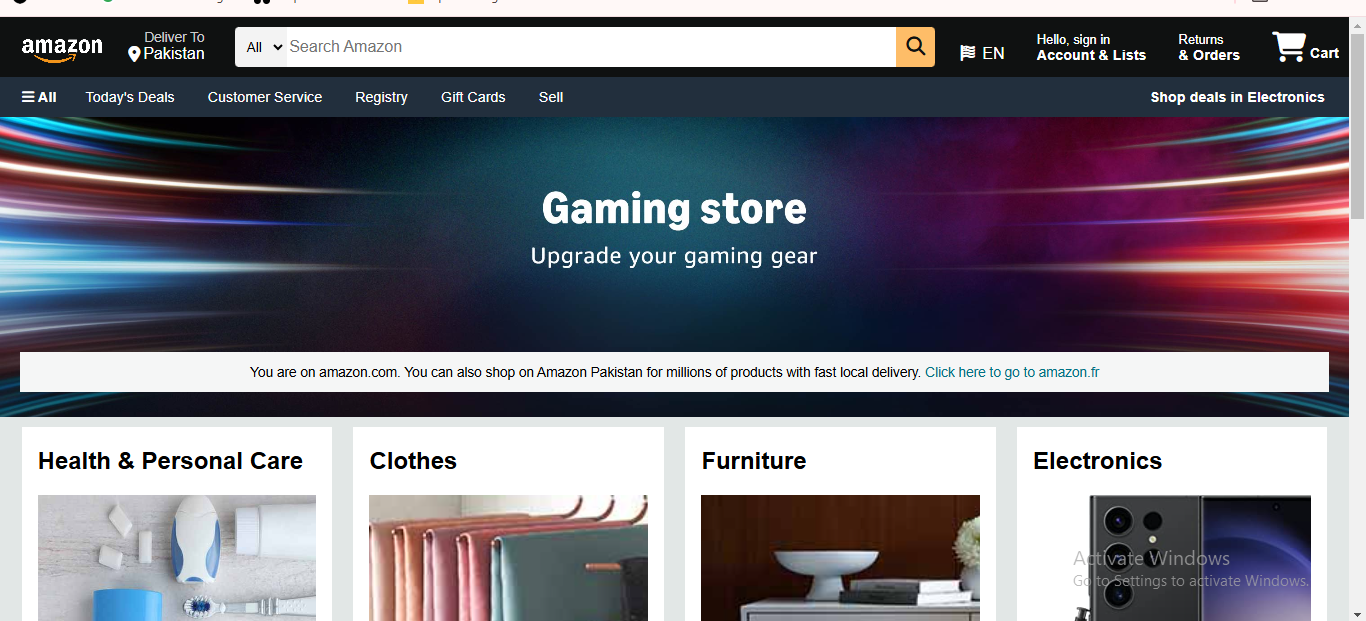 amazon
Deliver To
Pakistan
All
Search Amazon
EN
Hello, sign in
Account & Lists
Returns
& Orders
Cart
All
Today's Deals
Customer Service
Registry
Gift Cards
Sell
Shop deals in Electronics
Gaming store
Upgrade your gaming gear
You are on amazon.com. You can also shop on Amazon Pakistan for millions of products with fast local delivery. Click here to go to amazon.fr
Health & Personal Care
Clothes
Furniture
Electronics
Activate Windows
Go to Settings to activate Windows.